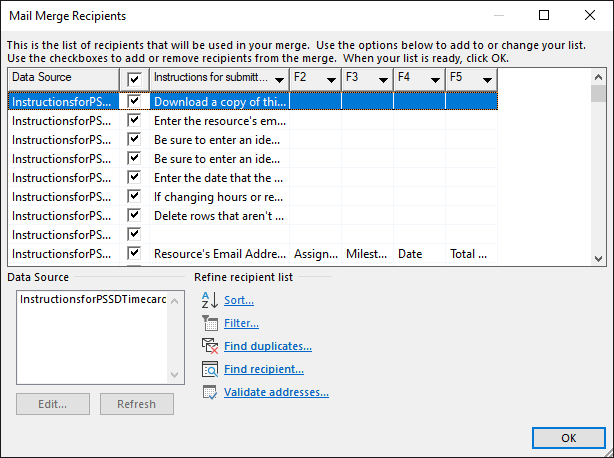 Mail Merge Recipients
This is the list of recipients that will be used in your merge. Use the options below to add to or change your list.
Use the checkboxes to add or remove recipients from the merge. When your list is ready, click OK.
Data Source Instructions for submitt... F2 F3 F4 F5
InstructionsforPS... Download a copy of thi...
InstructionsforPS... Enter the resource's em...
InstructionsforPS... Be sure to enter an ide...
InstructionsforPS... Be sure to enter an ide...
InstructionsforPS... Enter the date that the ...
InstructionsforPS... If changing hours or re...
InstructionsforPS... Delete rows that aren't ...
InstructionsforPS...
InstructionsforPS... Resource's Email Addre... Assign... Milest... Date Total ...
Data Source
InstructionsforPSSDTimecard
Refine recipient list
Sort...
Filter...
Find duplicates...
Find recipient...
Validate addresses...
Edit... Refresh
OK